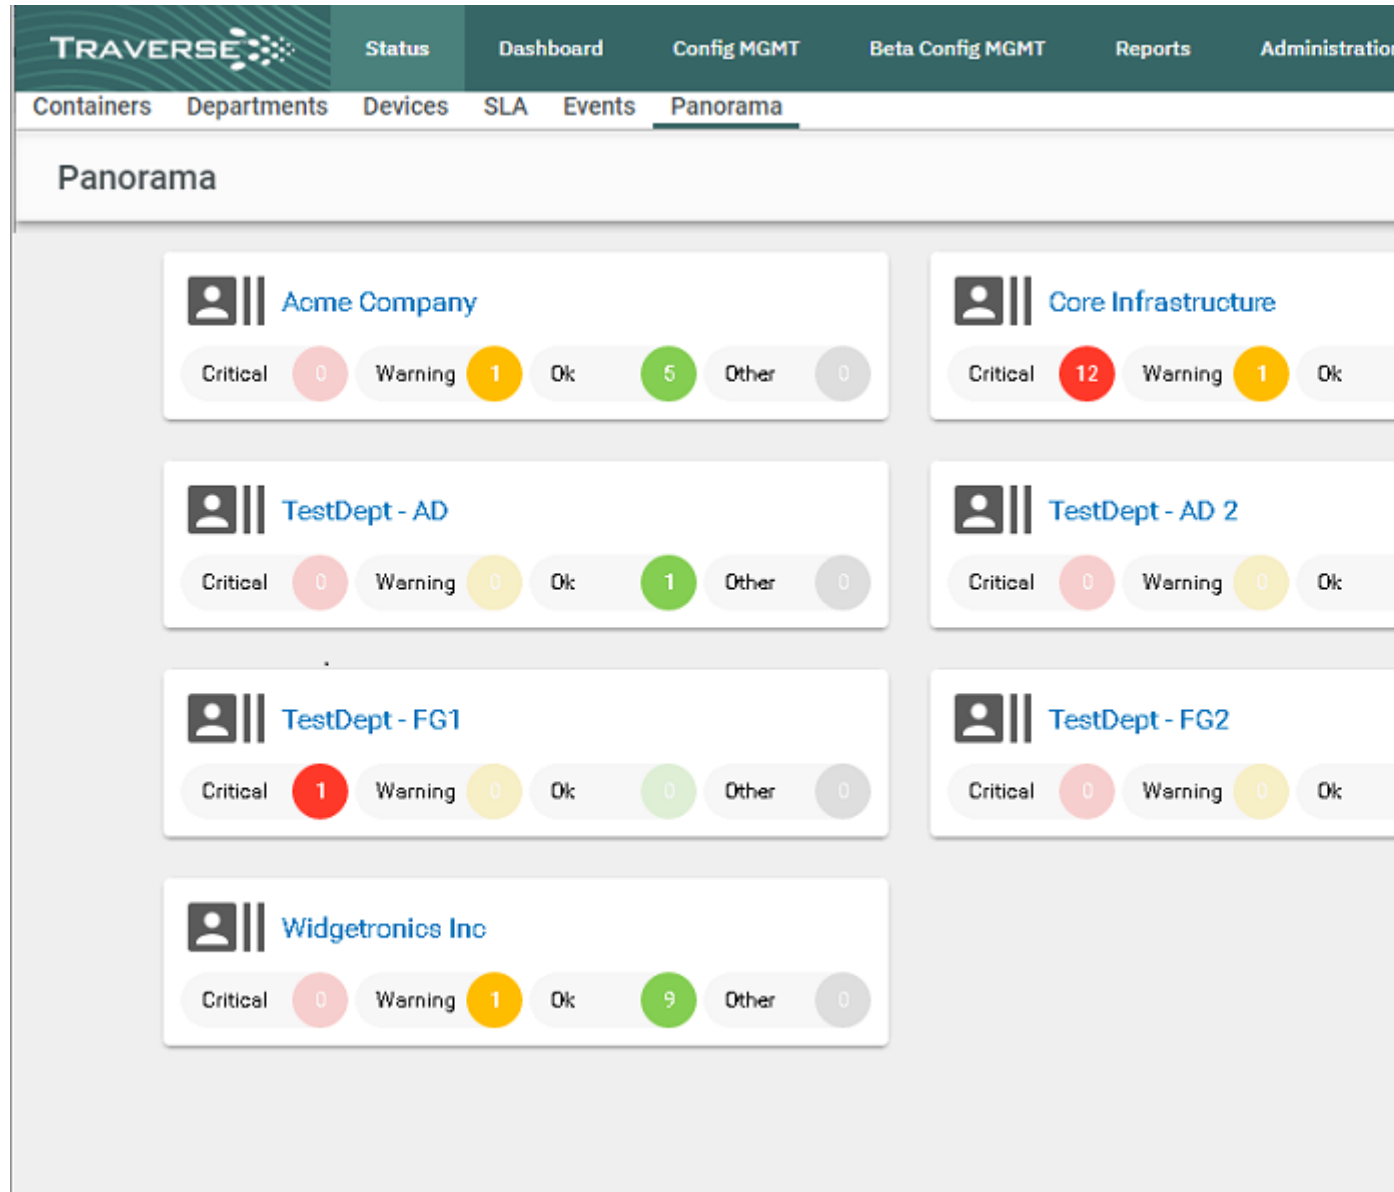 TRAVERSE Status Dashboard Config MGMT Beta Config MGMT Reports Administration
Containers Departments Devices SLA Events Panorama
Panorama
Acme Company Core Infrastructure
Critical 0 Warning 1 Ok 5 Other 0 Critical 12 Warning 1 Ok
TestDept - AD TestDept - AD 2
Critical 0 Warning 0 Ok 1 Other 0 Critical 0 Warning 0 Ok
TestDept - FG1 TestDept - FG2
Critical 1 Warning 0 Ok 0 Other 0 Critical 0 Warning 0 Ok
Widgetronics Inc
Critical 0 Warning 1 Ok 9 Other 0